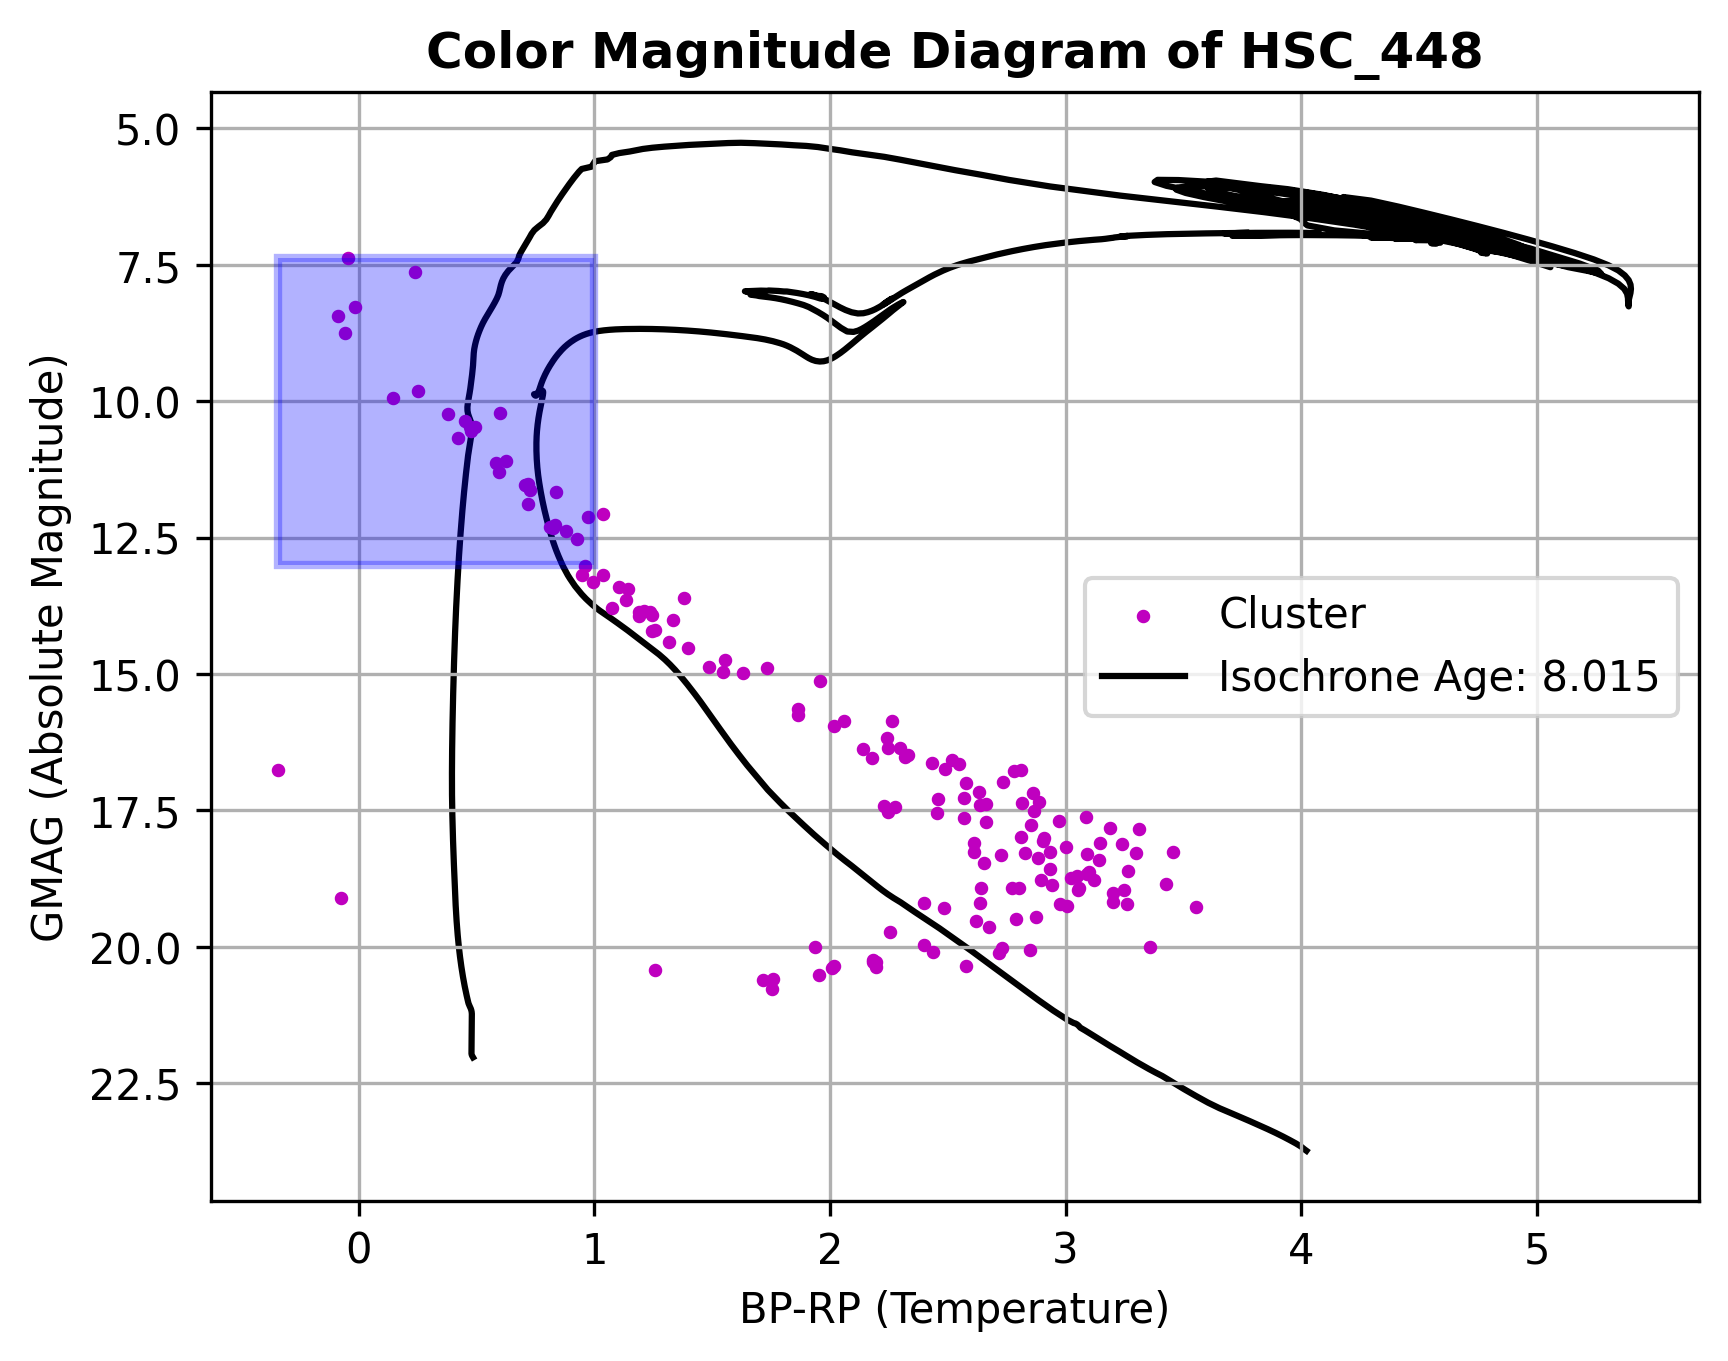 Color Magnitude Diagram of HSC_448
GMAG (Absolute Magnitude)
5.0
7.5
10.0
12.5
15.0
17.5
20.0
22.5
Cluster
Isochrone Age: 8.015
0 1 2 3 4 5
BP-RP (Temperature)